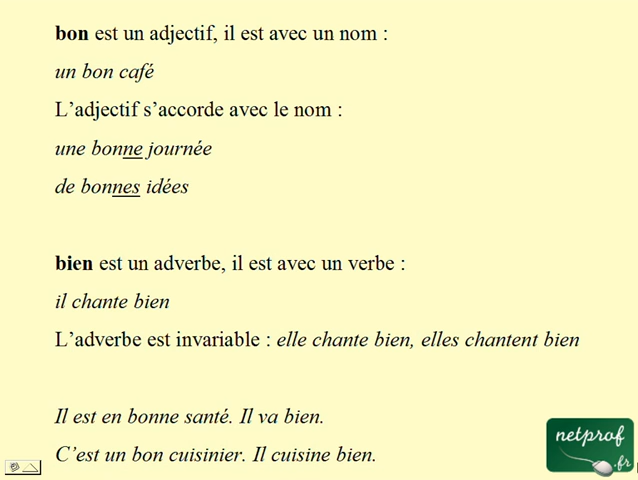 bon est un adjectif, il est avec un nom :
un bon café
L’adjectif s’accorde avec le nom :
une bonne journée
de bonnes idées
bien est un adverbe, il est avec un verbe :
il chante bien
L’adverbe est invariable : elle chante bien, elles chantent bien
Il est en bonne santé. Il va bien.
C’est un bon cuisinier. Il cuisine bien.
netprof
.fr